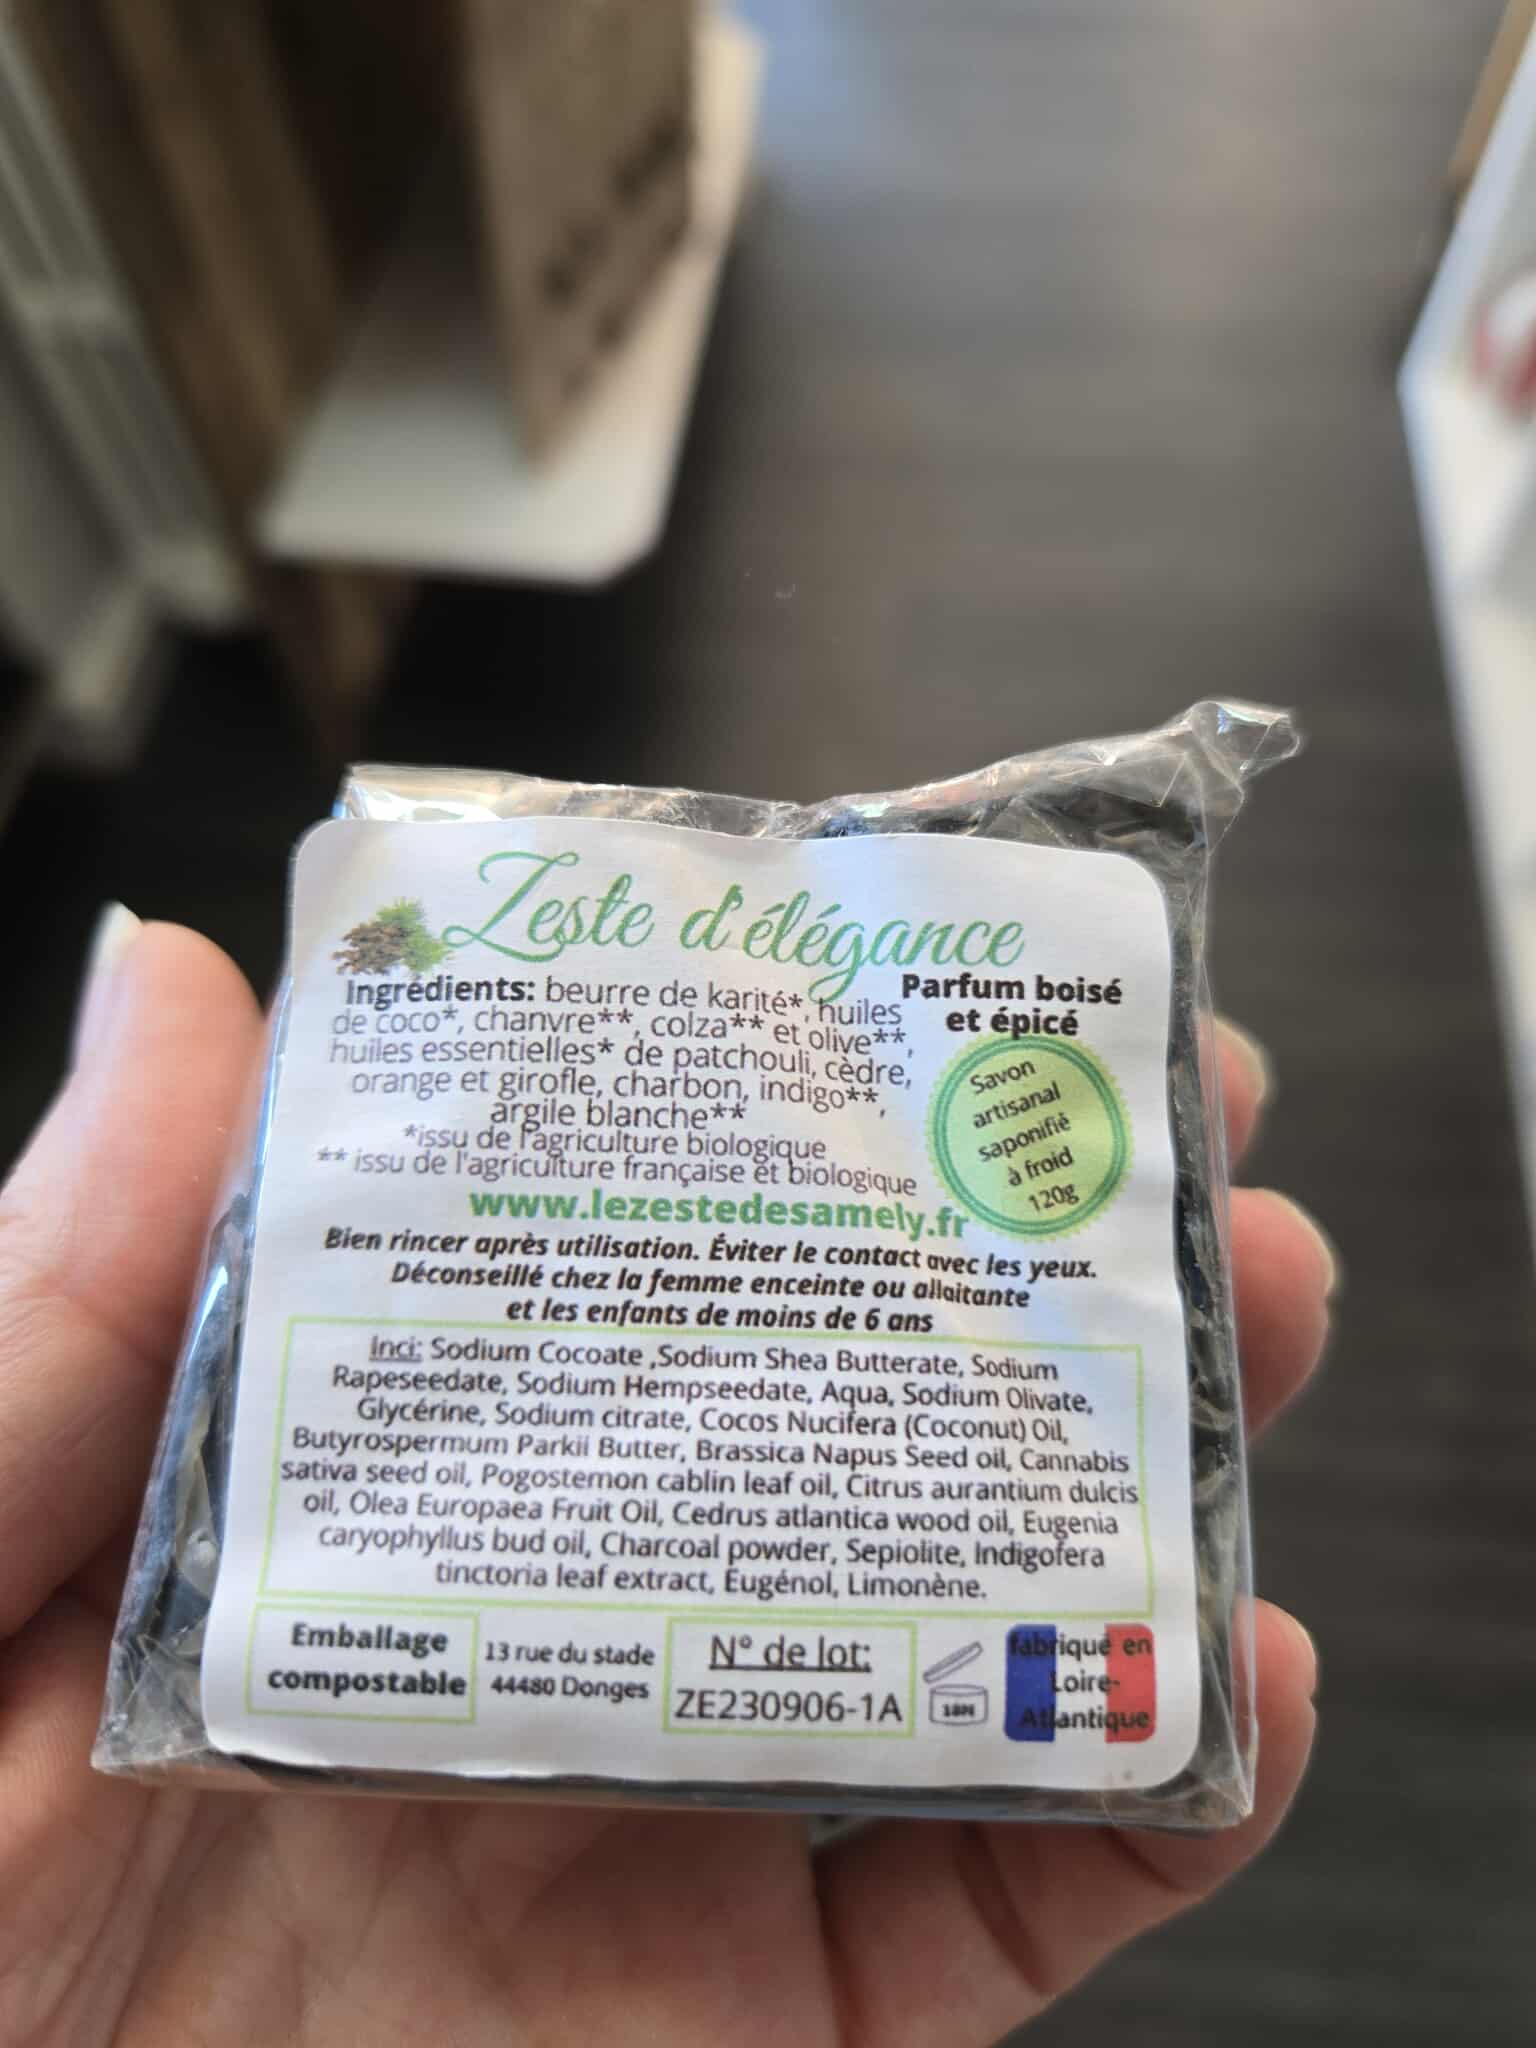 Zeste d'élégance
Ingrédients: beurre de karité*, huiles
de coco*, chanvre**, colza** et olive**,
huiles essentielles* de patchouli, cèdre,
orange et girofle, charbon, indigo**,
argile blanche**
*issu de l'agriculture biologique
** issu de l'agriculture française et biologique
Parfum boisé
et épicé
Savon
artisanal
saponifié
à froid
120g
www.lezestedesamely.fr
Bien rincer après utilisation. Éviter le contact avec les yeux.
Déconseillé chez la femme enceinte ou allaitante
et les enfants de moins de 6 ans
Inci: Sodium Cocoate ,Sodium Shea Butterate, Sodium
Rapeseedate, Sodium Hempseedate, Aqua, Sodium Olivate,
Glycérine, Sodium citrate, Cocos Nucifera (Coconut) Oil,
Butyrospermum Parkii Butter, Brassica Napus Seed oil, Cannabis
sativa seed oil, Pogostemon cablin leaf oil, Citrus aurantium dulcis
oil, Olea Europaea Fruit Oil, Cedrus atlantica wood oil, Eugenia
caryophyllus bud oil, Charcoal powder, Sepiolite, Indigofera
tinctoria leaf extract, Eugénol, Limonène.
Emballage
compostable
13 rue du stade
44480 Donges
N° de lot:
ZE230906-1A
18M
fabriqué en
Loire-
Atlantique